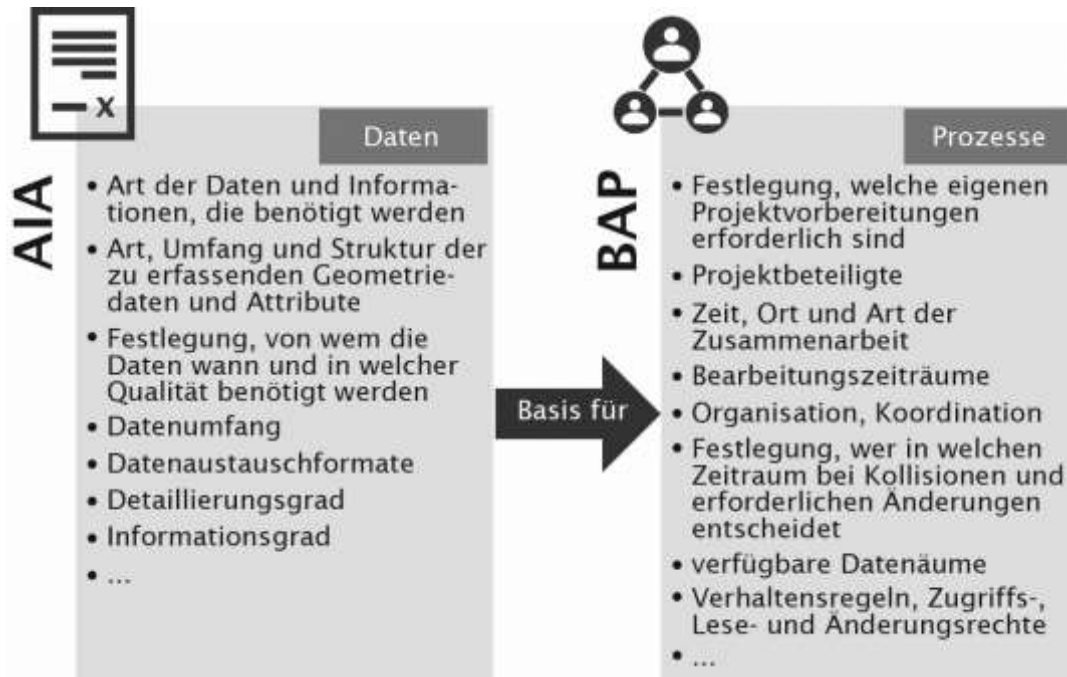 x
AIA
Daten
• Art der Daten und Informa-
tionen, die benötigt werden
• Art, Umfang und Struktur der
zu erfassenden Geometrie-
daten und Attribute
• Festlegung, von wem die
Daten wann und in welcher
Qualität benötigt werden
• Datenumfang
• Datenaustauschformate
• Detaillierungsgrad
• Informationsgrad
• ...
Basis für
BAP
Prozesse
• Festlegung, welche eigenen
Projektvorbereitungen
erforderlich sind
• Projektbeteiligte
• Zeit, Ort und Art der
Zusammenarbeit
• Bearbeitungszeiträume
• Organisation, Koordination
• Festlegung, wer in welchen
Zeitraum bei Kollisionen und
erforderlichen Änderungen
entscheidet
• verfügbare Datenäume
• Verhaltensregeln, Zugriffs-,
Lese- und Änderungsrechte
• ...